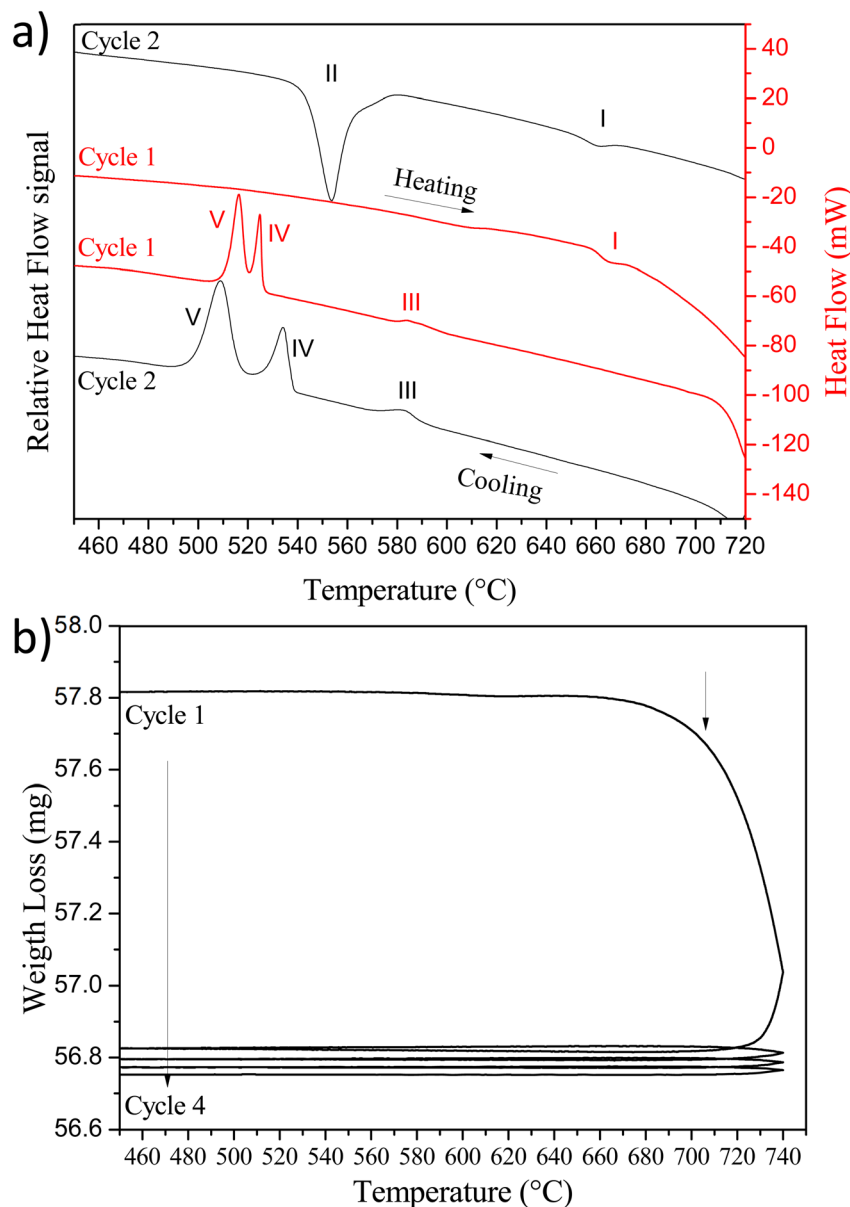 a)
Cycle 2
II
I
Cycle 1
Heating
V
IV
I
Cycle 1
III
V
IV
III
Cycle 2
Cooling
Relative Heat Flow signal
40
20
0
-20
-40
-60
-80
-100
-120
-140
Heat Flow (mW)
460 480 500 520 540 560 580 600 620 640 660 680 700 720
Temperature (°C)
b)
58.0
57.8
57.6
57.4
57.2
57.0
56.8
56.6
Weigth Loss (mg)
Cycle 1
Cycle 4
460 480 500 520 540 560 580 600 620 640 660 680 700 720 740
Temperature (°C)